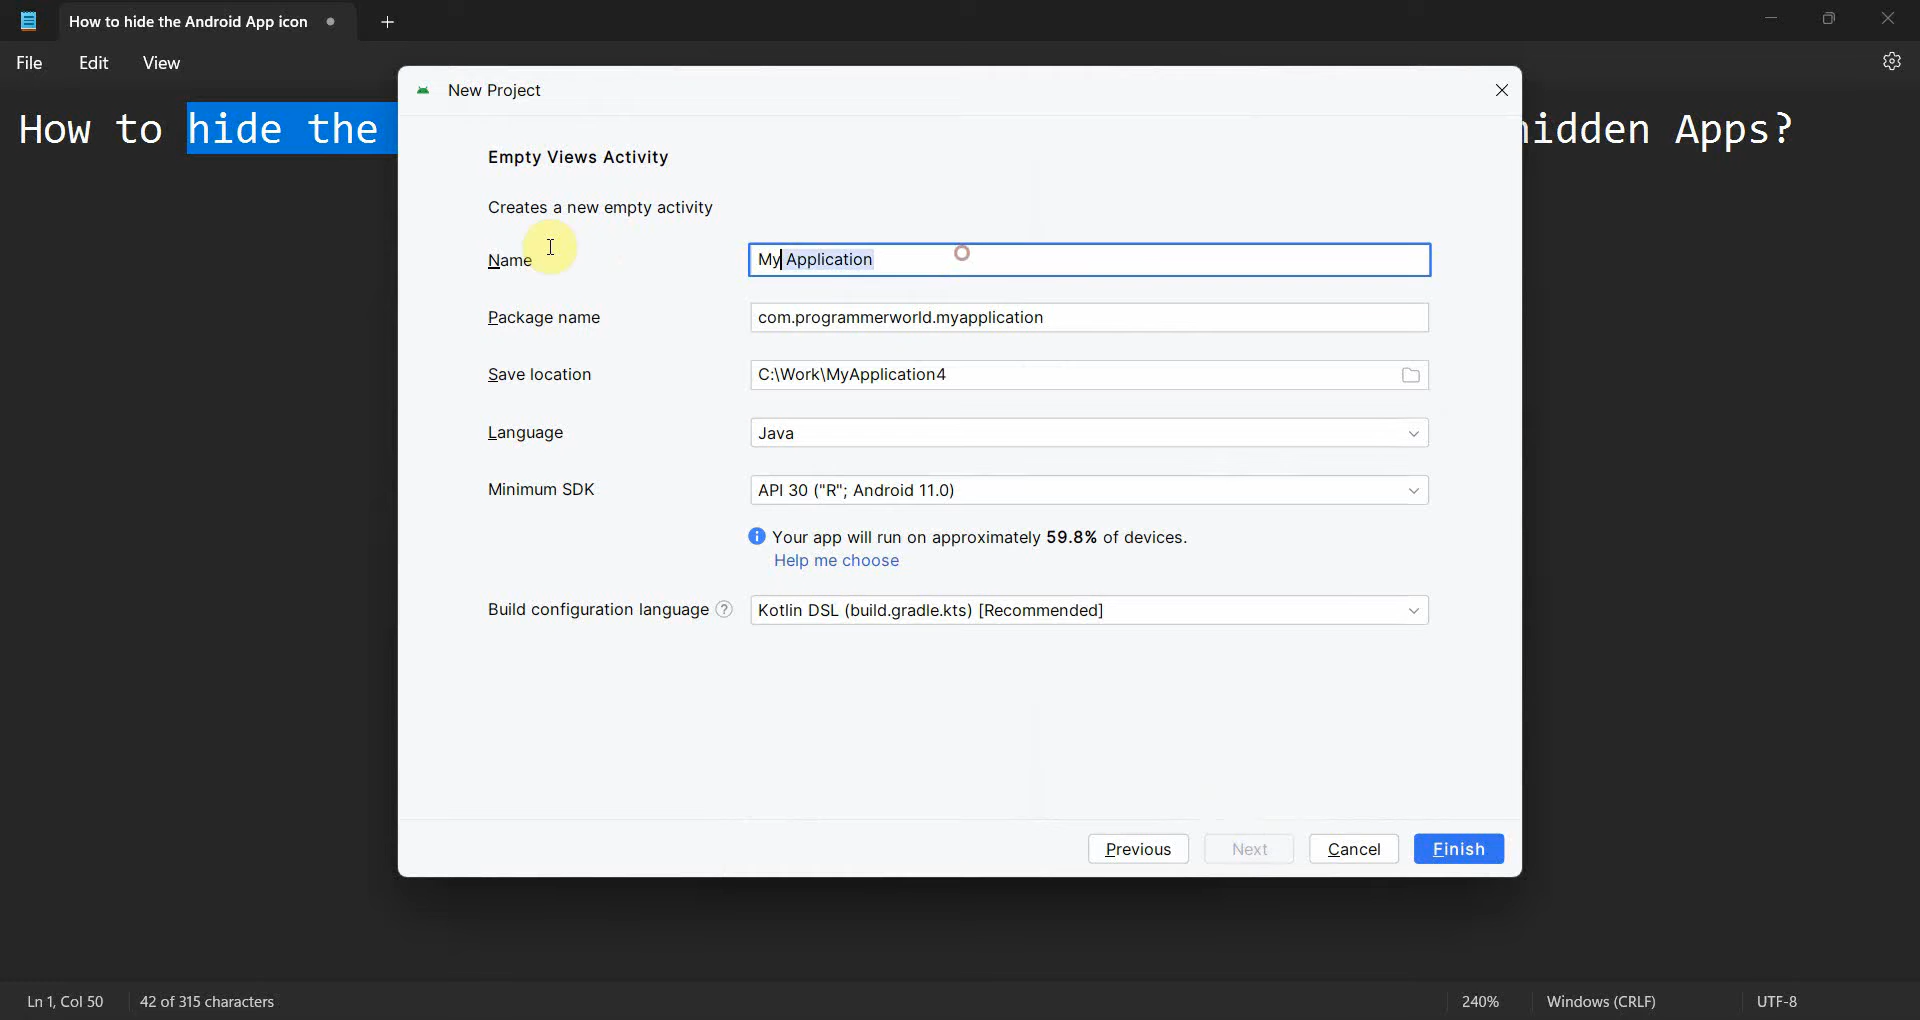 How to hide the Android App icon
File Edit View
How to hide the hidden Apps?
New Project
Empty Views Activity
Creates a new empty activity
Name My Application
Package name com.programmerworld.myapplication
Save location C:\Work\MyApplication4
Language Java
Minimum SDK API 30 ("R"; Android 11.0)
Your app will run on approximately 59.8% of devices.
Help me choose
Build configuration language ? Kotlin DSL (build.gradle.kts) [Recommended]
Previous Next Cancel Finish
Ln 1, Col 50 42 of 315 characters 240% Windows (CRLF) UTF-8